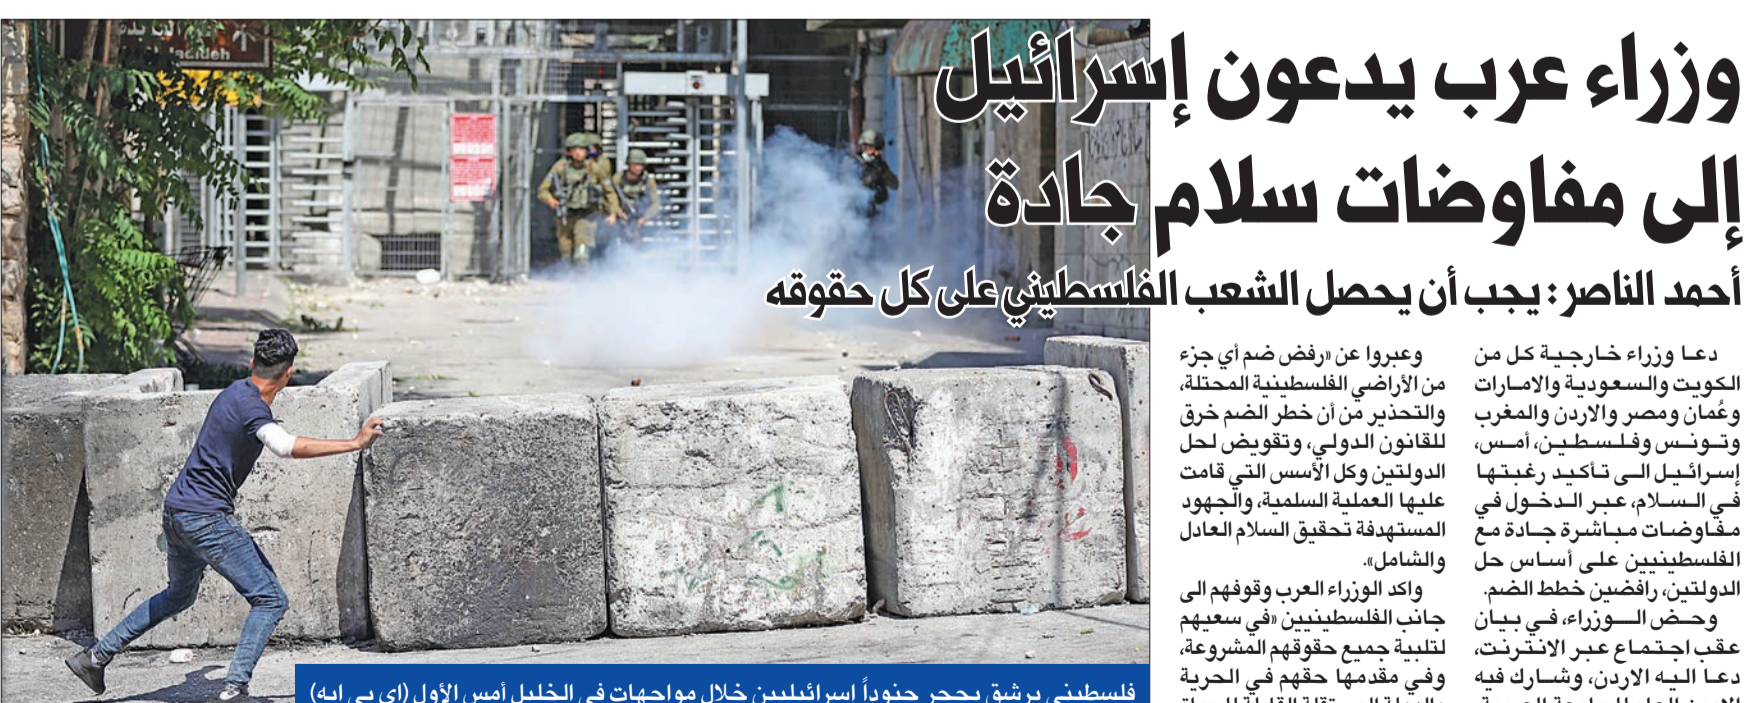 وزراء عرب يدعون إسرائيل
إلى مفاوضات سلام جادة
أحمد الناصر: يجب أن يحصل الشعب الفلسطيني على كل حقوقه
دعا وزراء خارجية كل من
الكويت والسعودية والامارات
وعُمان ومصر والاردن والمغرب
وتونس وفلسطين، أمس،
إسرائيل الى تأكيد رغبتها
في السلام، عبر الدخول في
مفاوضات مباشرة جادة مع
الفلسطينيين على أساس حل
الدولتين، رافضين خطط الضم.
وحض الوزراء، في بيان
عقب اجتماع عبر الانترنت،
دعا اليه الاردن، وشارك فيه
وعبروا عن «رفض ضم أي جزء
من الأراضي الفلسطينية المحتلة،
والتحذير من أن خطر الضم خرق
للقانون الدولي، وتقويض لحل
الدولتين وكل الأسس التي قامت
عليها العملية السلمية، والجهود
المستهدفة تحقيق السلام العادل
والشامل».
واكد الوزراء العرب وقوفهم الى
جانب الفلسطينيين «في سعيهم
لتلبية جميع حقوقهم المشروعة،
وفي مقدمها حقهم في الحرية
فلسطيني يرشق بحجر جنوداً اسرائيليين خلال مواجهات في الخليل أمس الأول (اي بي ايه)